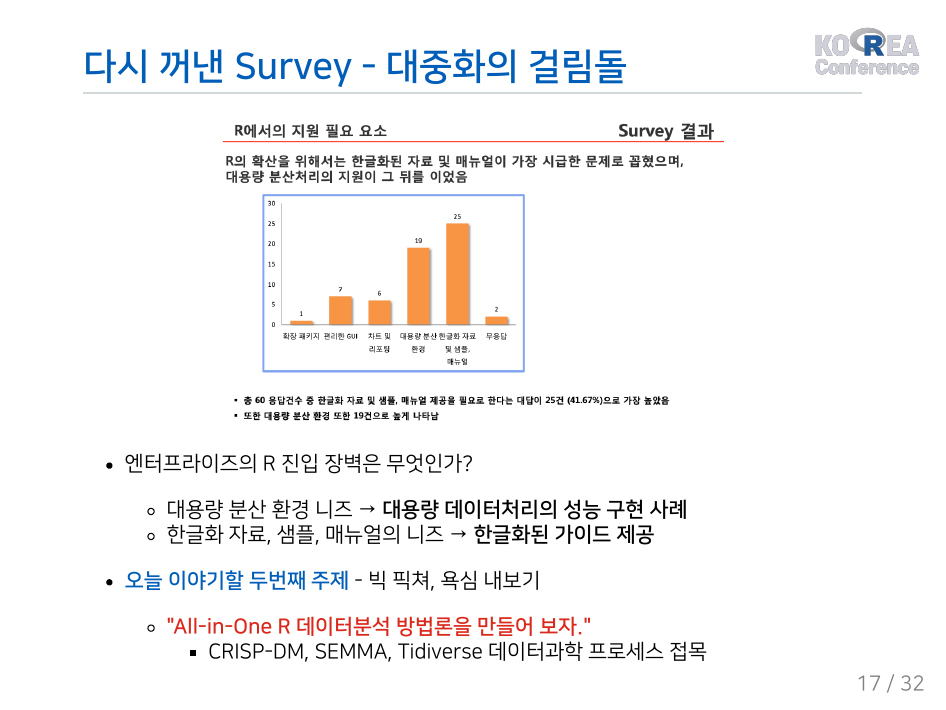 다시 꺼낸 Survey - 대중화의 걸림돌
KOREA
Conference
R에서의 지원 필요 요소
Survey 결과
R의 확산을 위해서는 한글화된 자료 및 매뉴얼이 가장 시급한 문제로 꼽혔으며,
대용량 분산처리의 지원이 그 뒤를 이었음
30
25
20
15
10
5
0
1
7
6
19
25
2
확장 패키지
편리한 GUI
차트 및
리포팅
대용량 분산
환경
한글화 자료
및 샘플,
매뉴얼
무응답
▪ 총 60 응답건수 중 한글화 자료 및 샘플, 매뉴얼 제공을 필요로 한다는 대답이 25건 (41.67%)으로 가장 높았음
▪ 또한 대용량 분산 환경 또한 19건으로 높게 나타남
• 엔터프라이즈의 R 진입 장벽은 무엇인가?
◦ 대용량 분산 환경 니즈 → 대용량 데이터처리의 성능 구현 사례
◦ 한글화 자료, 샘플, 매뉴얼의 니즈 → 한글화된 가이드 제공
• 오늘 이야기할 두번째 주제 - 빅 픽쳐, 욕심 내보기
◦ "All-in-One R 데이터분석 방법론을 만들어 보자."
▪ CRISP-DM, SEMMA, Tidiverse 데이터과학 프로세스 접목
17 / 32